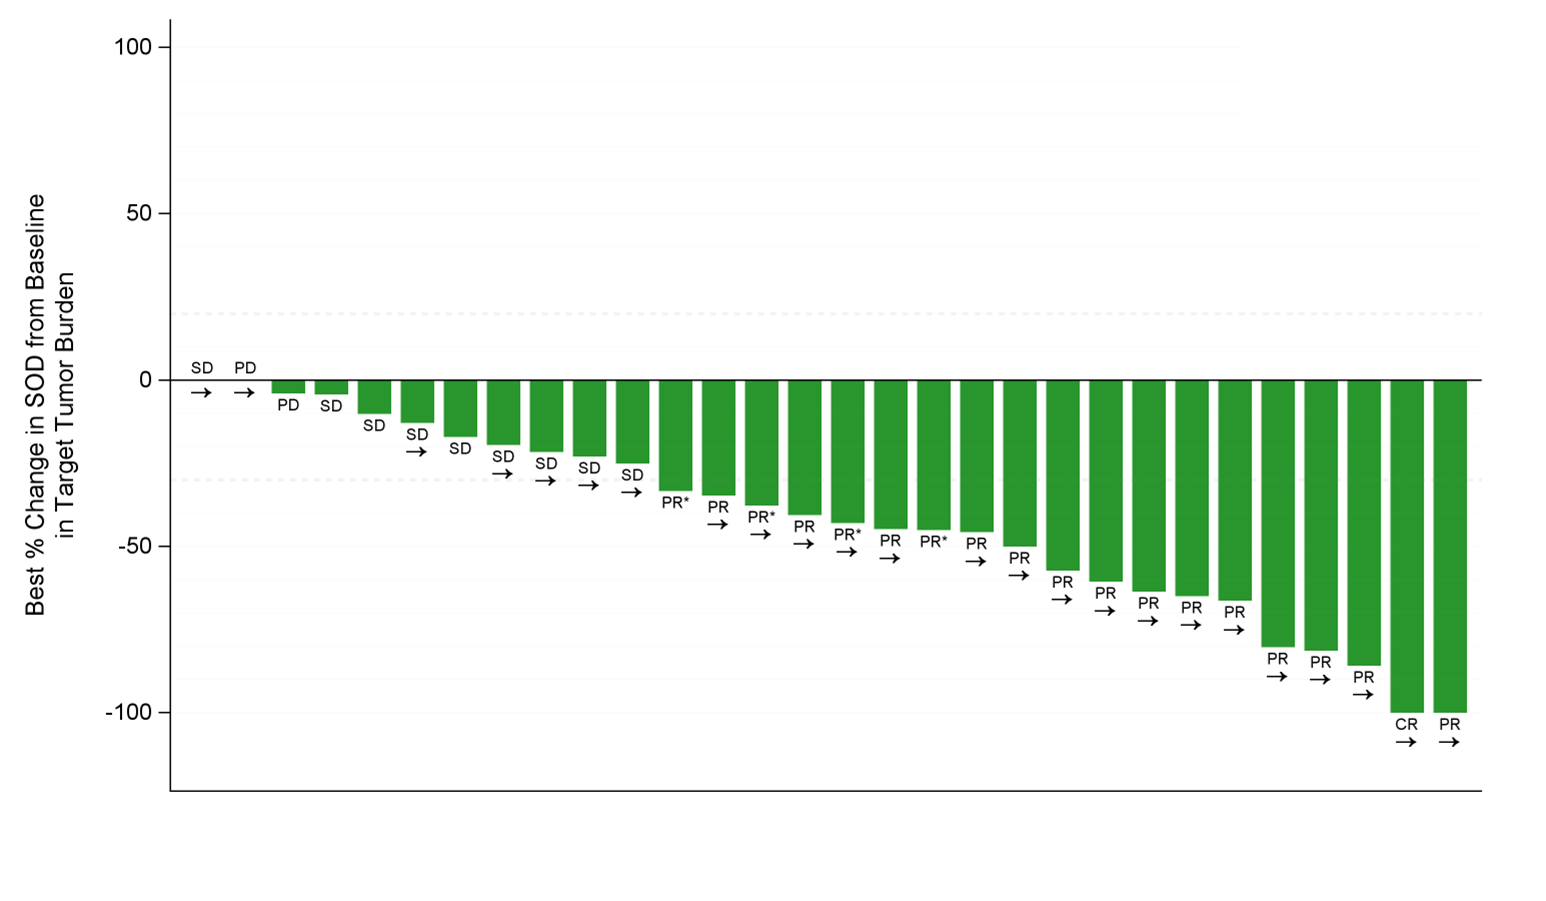 100
50
0
-50
-100
Best % Change in SOD from Baseline
in Target Tumor Burden
SD
→
PD
→
PD
SD
SD
SD
→
SD
SD
→
SD
→
SD
→
SD
→
PR*
PR
→
PR*
→
PR
→
PR*
→
PR
→
PR*
PR
→
PR
→
PR
→
PR
→
PR
→
PR
→
PR
→
PR
→
PR
→
PR
→
CR
→
PR
→